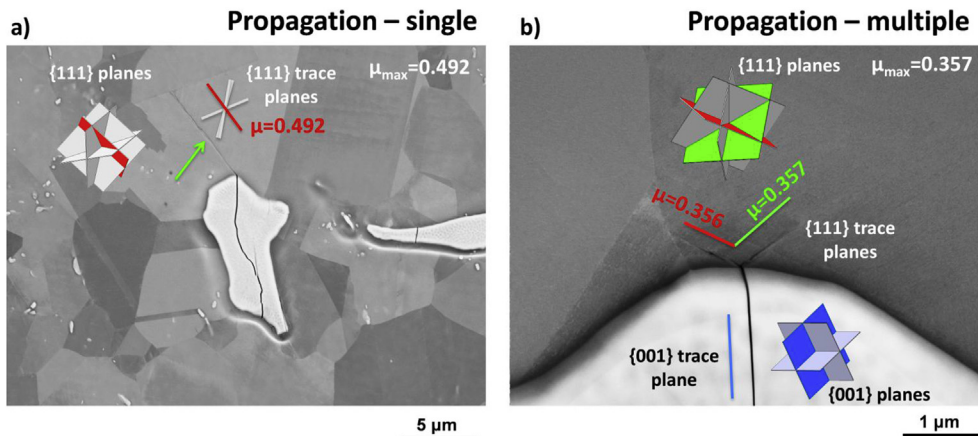 a)
Propagation – single
{111} planes
{111} trace
planes
μmax=0.492
μ=0.492
5 μm
b)
Propagation – multiple
{111} planes
μmax=0.357
μ=0.356
μ=0.357
{111} trace
planes
{001} trace
plane
{001} planes
1 μm